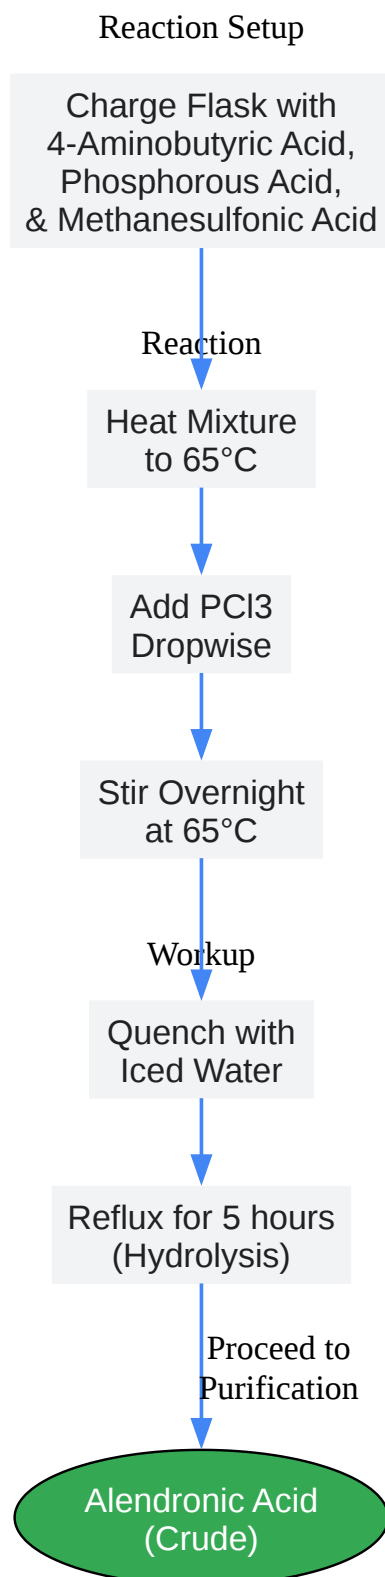 Reaction Setup
Charge Flask with
4-Aminobutyric Acid,
Phosphorous Acid,
& Methanesulfonic Acid
Reaction
Heat Mixture
to 65°C
Add PCl3
Dropwise
Stir Overnight
at 65°C
Workup
Quench with
Iced Water
Reflux for 5 hours
(Hydrolysis)
Proceed to
Purification
Alendronic Acid
(Crude)